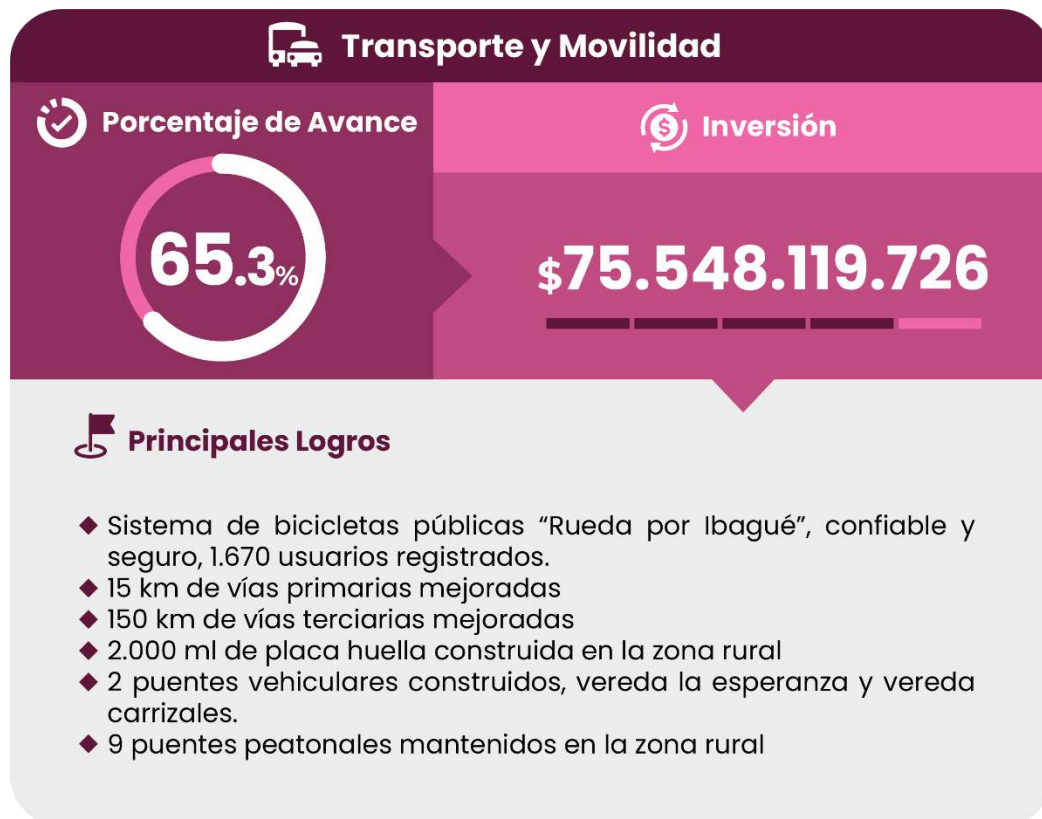 Transporte y Movilidad
Porcentaje de Avance
Inversión
65.3%
$75.548.119.726
Principales Logros
◆ Sistema de bicicletas públicas “Rueda por Ibagué”, confiable y
seguro, 1.670 usuarios registrados.
◆ 15 km de vías primarias mejoradas
◆ 150 km de vías terciarias mejoradas
◆ 2.000 ml de placa huella construida en la zona rural
◆ 2 puentes vehiculares construidos, vereda la esperanza y vereda
carrizales.
◆ 9 puentes peatonales mantenidos en la zona rural